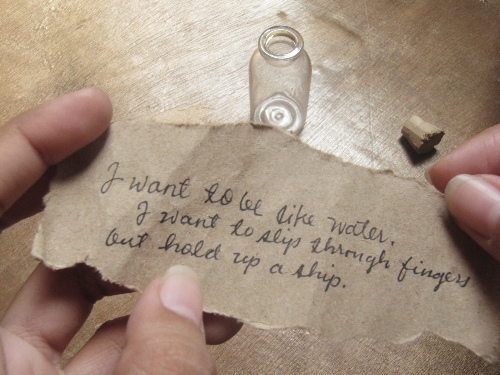 I want to be like water.
I want to slip through fingers
but hold up a ship.